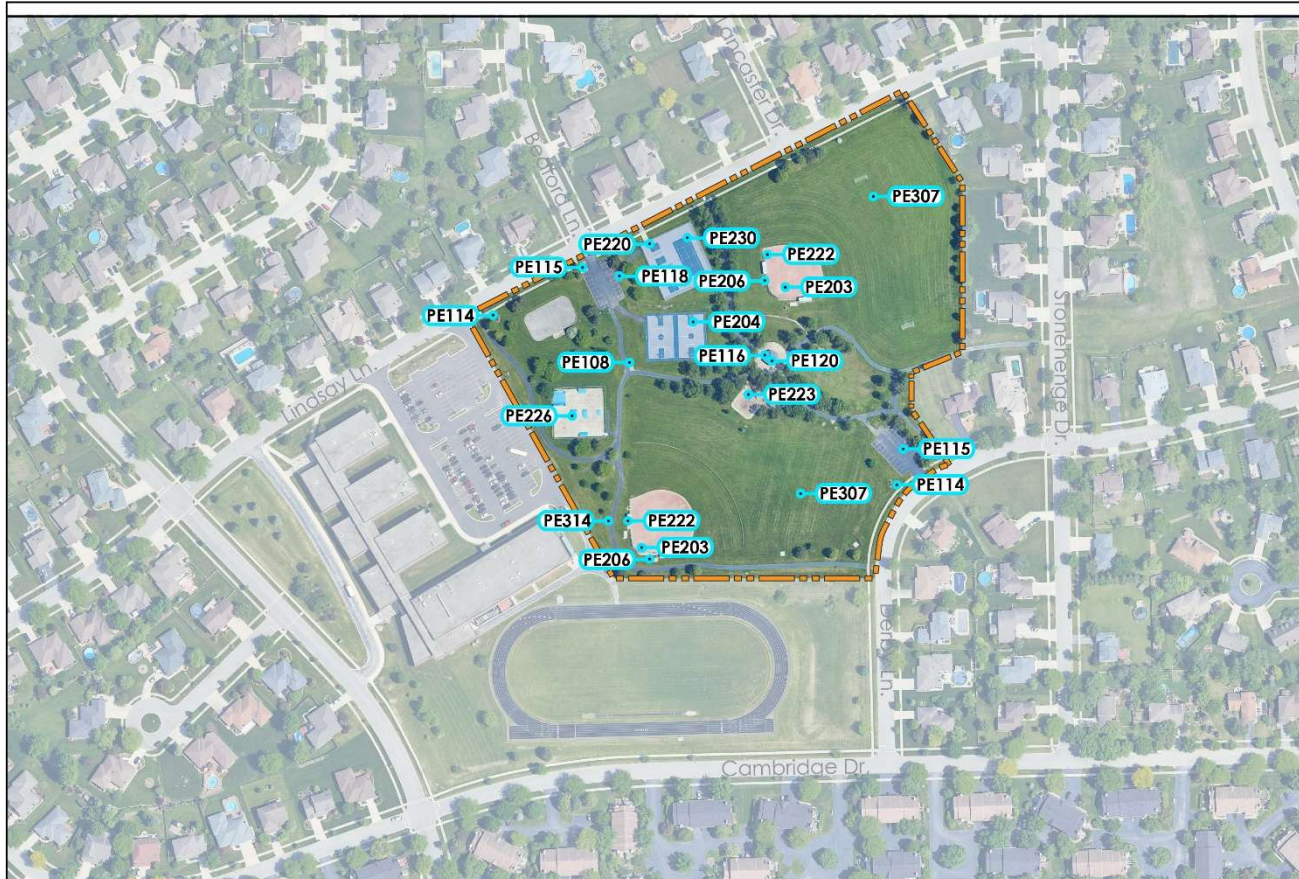 ancaster Dr.
Bedford Ln.
PE307
PE230
PE220
PE222
PE115
PE118
PE206
PE203
PE114
PE204
Stonehenge Dr.
PE116
PE120
PE108
Lindsay Ln.
PE223
PE226
PE115
PE114
PE307
PE314
PE222
PE203
PE206
Derby Ln.
Cambridge Dr.